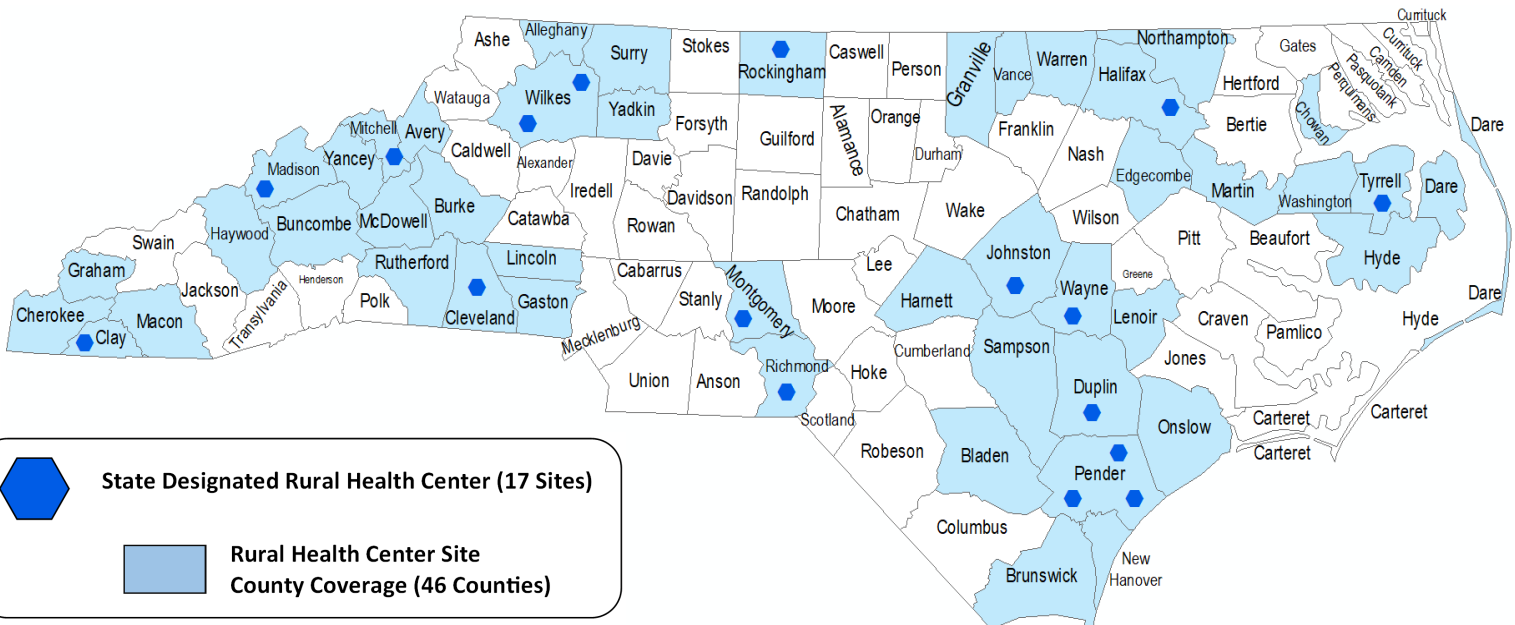 Currituck
Ashe
Alleghany
Surry
Stokes
Rockingham
Caswell
Person
Granville
Vance
Warren
Halifax
Northampton
Hertford
Gates
Currituck
Camden
Pasquotank
Perquimans
Chowan
Bertie
Dare
Watauga
Wilkes
Yadkin
Forsyth
Guilford
Alamance
Orange
Durham
Franklin
Nash
Edgecombe
Martin
Washington
Tyrrell
Dare
Mitchell
Avery
Caldwell
Alexander
Davie
Iredell
Davidson
Randolph
Chatham
Wake
Wilson
Pitt
Beaufort
Hyde
Madison
Yancey
Buncombe
McDowell
Burke
Catawba
Rowan
Haywood
Swain
Graham
Jackson
Henderson
Transylvania
Polk
Rutherford
Cleveland
Lincoln
Gaston
Cherokee
Clay
Macon
Mecklenburg
Cabarrus
Stanly
Montgomery
Moore
Lee
Harnett
Johnston
Wayne
Greene
Lenoir
Craven
Pamlico
Hyde
Dare
Union
Anson
Richmond
Scotland
Hoke
Cumberland
Sampson
Duplin
Jones
Onslow
Carteret
Carteret
Carteret
Robeson
Bladen
Pender
Columbus
Brunswick
New
Hanover
State Designated Rural Health Center (17 Sites)
Rural Health Center Site
County Coverage (46 Counties)